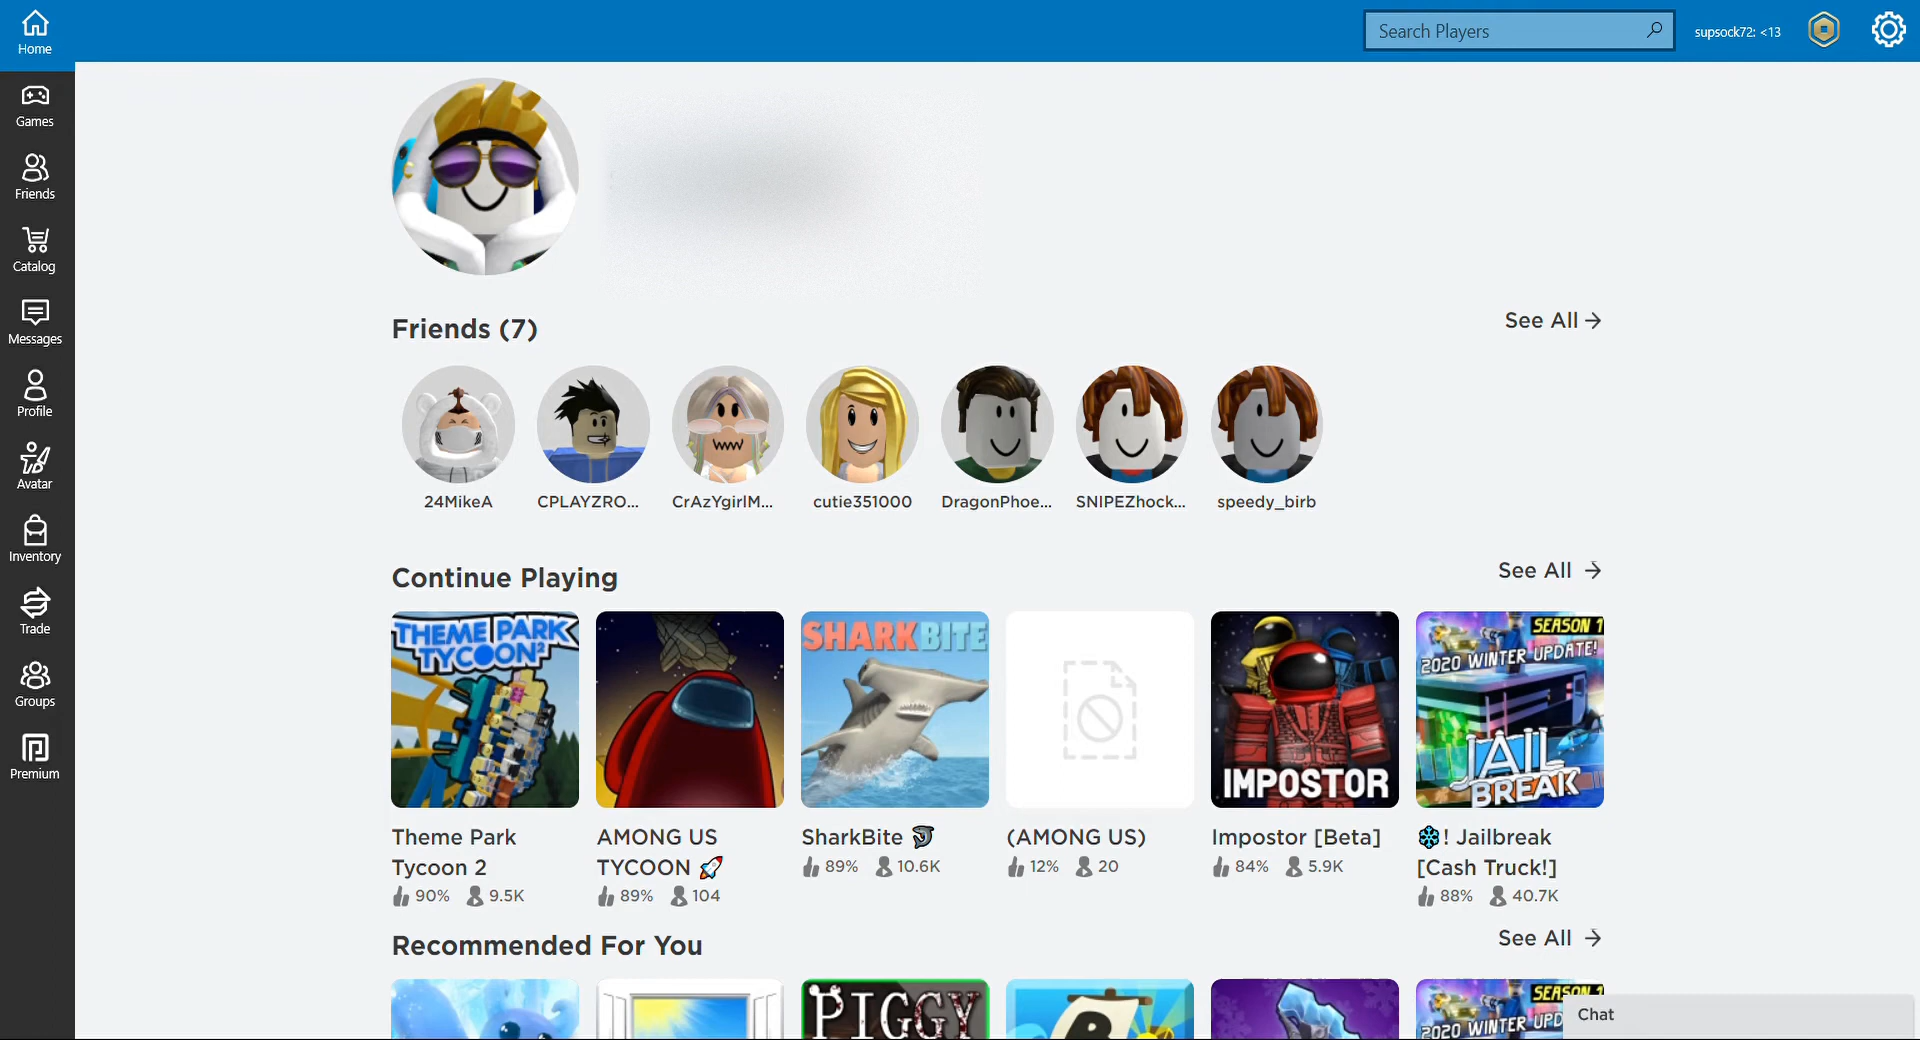 Home
Search Players
supsock72: <13
Games
Friends
Catalog
Messages
Profile
Avatar
Inventory
Trade
Groups
Premium
Friends (7)
See All →
24MikeA
CPLAYZRO...
CrAzYgirlM...
cutie351000
DragonPhoe...
SNIPEZhock...
speedy_birb
Continue Playing
See All →
THEME PARK
TYCOON²
SHARKBITE
IMPOSTOR
SEASON 1
2020 WINTER UPDATE!
JAIL
BREAK
Theme Park
Tycoon 2
90% 9.5K
AMONG US
TYCOON 🚀
89% 104
SharkBite 🦈
89% 10.6K
(AMONG US)
12% 20
Impostor [Beta]
84% 5.9K
❄! Jailbreak
[Cash Truck!]
88% 40.7K
Recommended For You
See All →
PIGGY
B
SEASON 1
2020 WINTER UPD
Chat